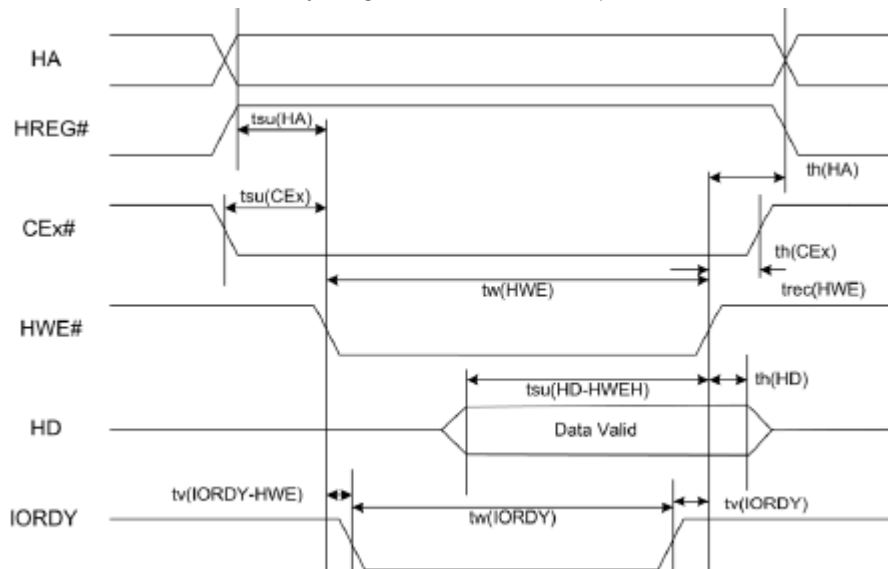 HA
HREG#
tsu(HA)
th(HA)
tsu(CEx)
CEx#
th(CEx)
tw(HWE)
trec(HWE)
HWE#
tsu(HD-HWEH)
th(HD)
HD
Data Valid
tv(IORDY-HWE)
tw(IORDY)
tv(IORDY)
IORDY